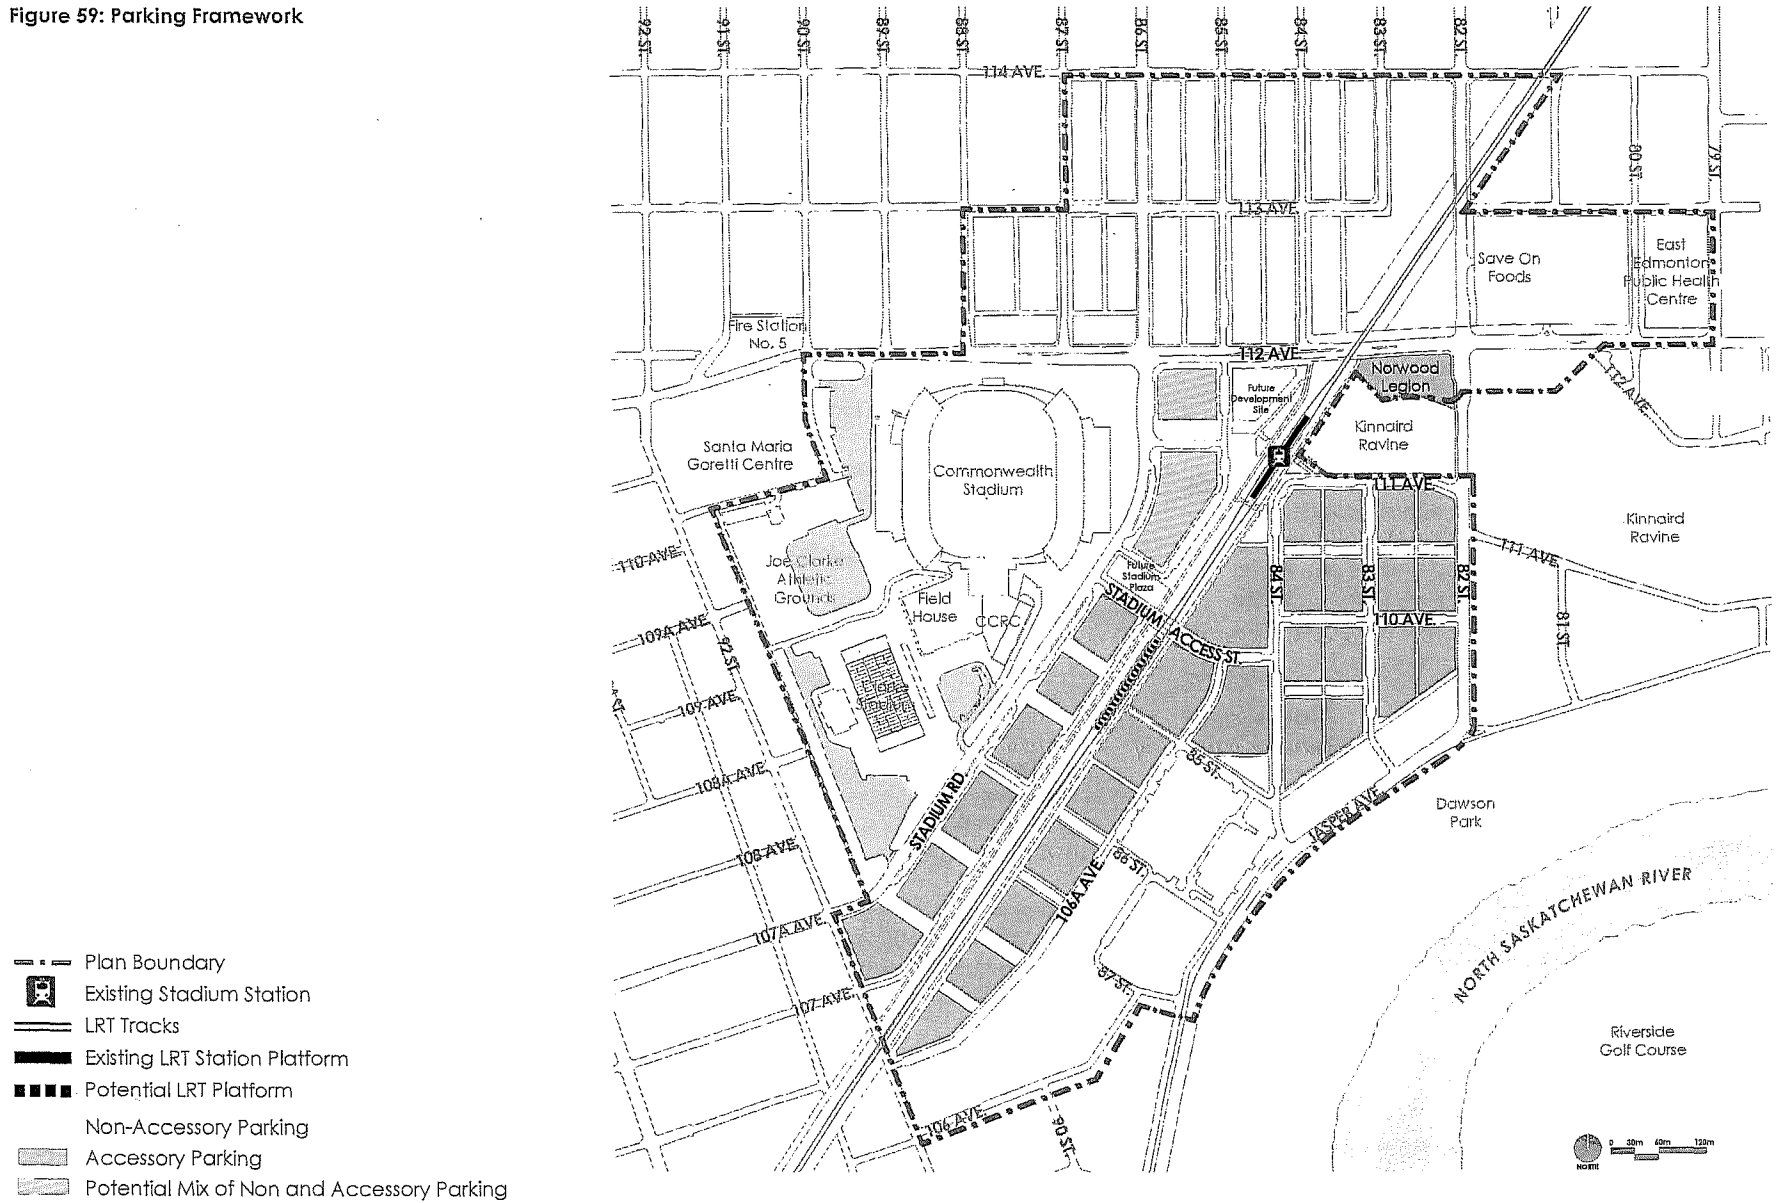 Figure 59: Parking Framework
92 ST.
91 ST.
90 ST.
89 ST.
88 ST.
87 ST.
86 ST.
85 ST.
84 ST.
83 ST.
82 ST.
114 AVE.
80 ST.
79 ST.
113 AVE.
Save On
Foods
East
Edmonton
Public Health
Centre
Fire Station
No. 5
112 AVE
Norwood
Legion
112 AVE
Future
Development
Site
Kinnaird
Ravine
Santa Maria
Goretti Centre
Commonwealth
Stadium
111 AVE.
Kinnaird
Ravine
111 AVE.
110 AVE.
Joe Clarke
Athletic
Grounds
Future
Stadium
Plaza
Field
House
CCRC
STADIUM ACCESS ST.
84 ST.
83 ST.
82 ST.
81 ST.
110 AVE.
109A AVE.
92 ST.
109 AVE.
Clarke
Stadium
108A AVE.
85 ST.
STADIUM RD.
JASPER AVE
Dawson
Park
108 AVE.
86 ST.
106A AVE.
NORTH SASKATCHEWAN RIVER
107A AVE.
87 ST.
107 AVE.
Riverside
Golf Course
106 AVE.
90 ST.
Plan Boundary
Existing Stadium Station
LRT Tracks
Existing LRT Station Platform
Potential LRT Platform
Non-Accessory Parking
Accessory Parking
Potential Mix of Non and Accessory Parking
NORTH
0 30m 60m 120m